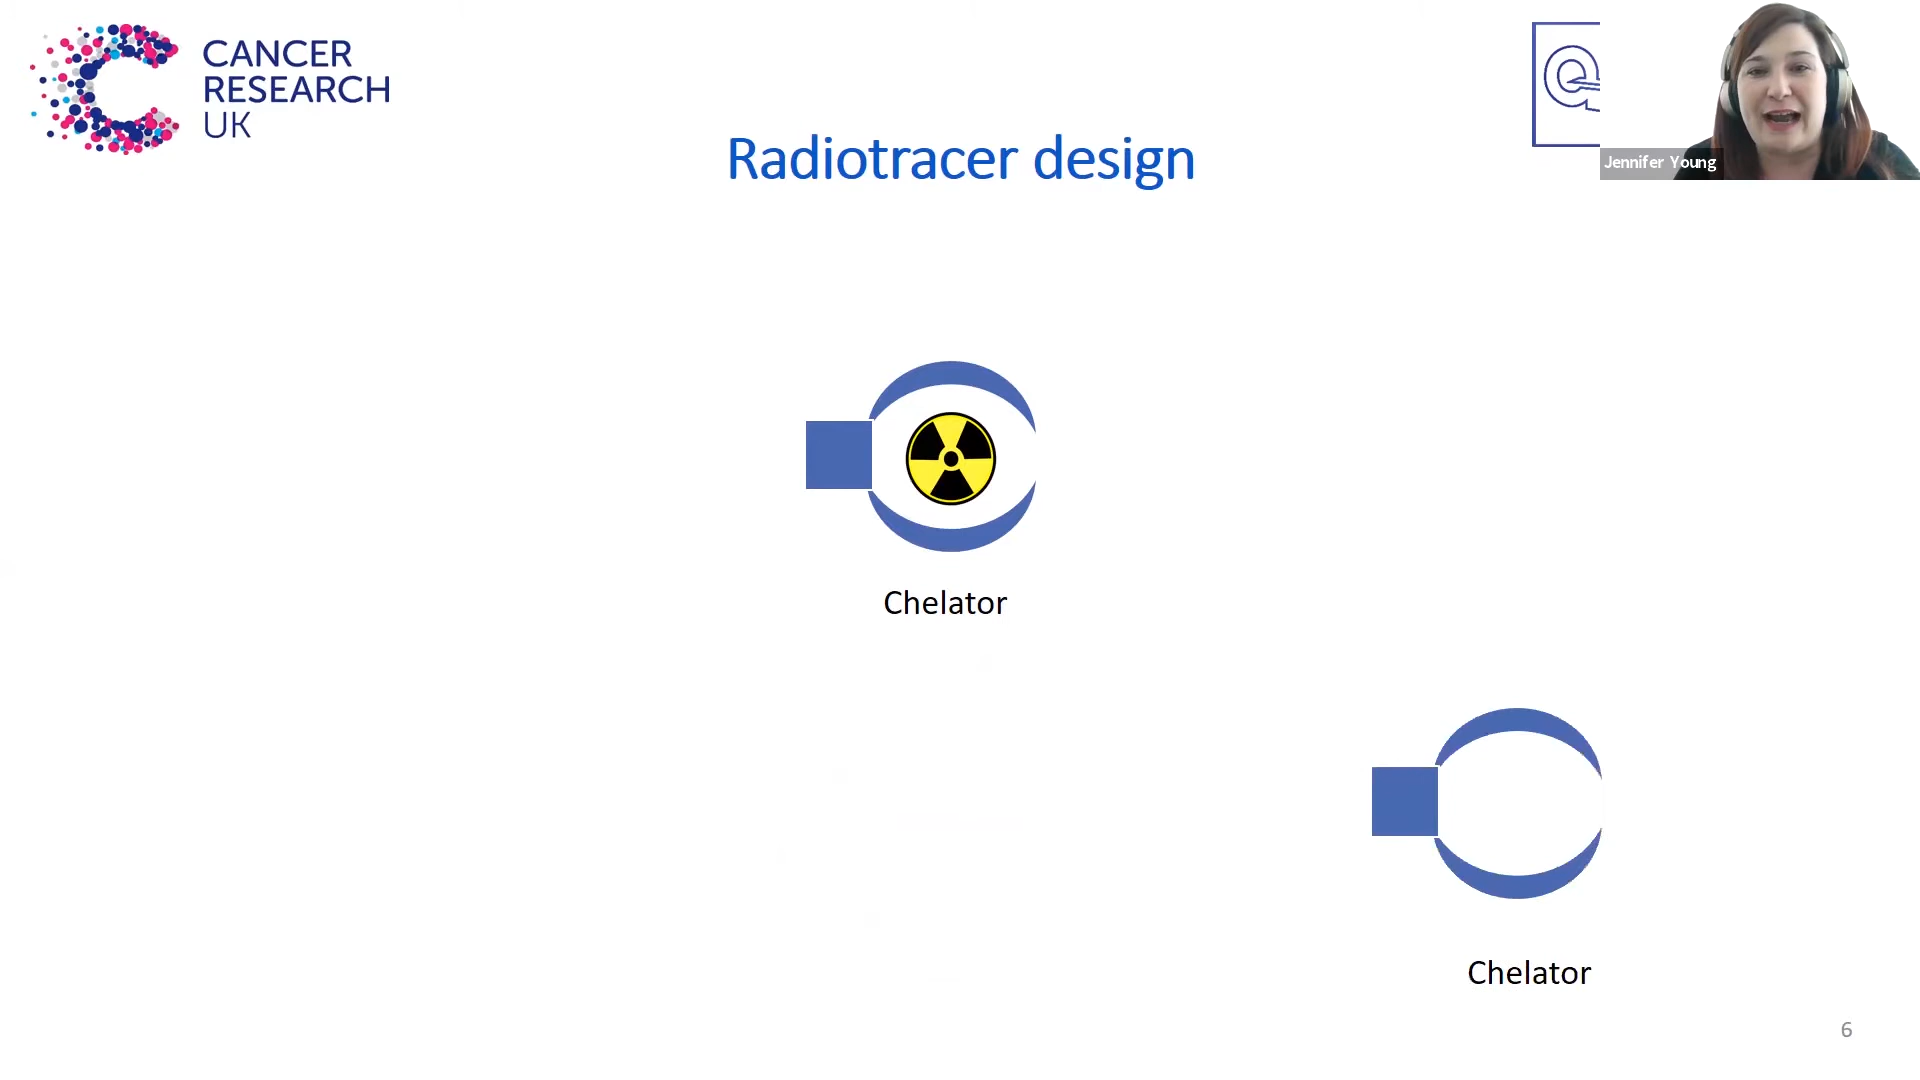 CANCER
RESEARCH
UK
Radiotracer design
Jennifer Young
Chelator
Chelator
6